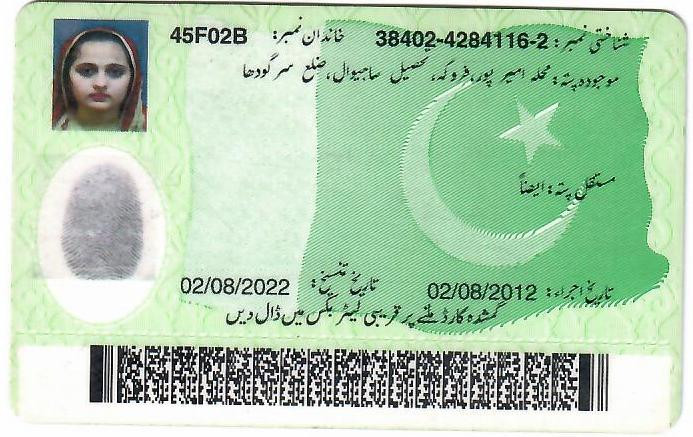 شناختی نمبر: 38402-4284116-2 خاندان نمبر: 45F02B
موجودہ پتہ: محلہ امیر پور، فروکہ، تحصیل ساہیوال، ضلع سرگودھا
مستقل پتہ: ایضاً
تاریخ اجراء: 02/08/2012 تاریخ تنسیخ: 02/08/2022
گمشدہ کارڈ ملنے پر قریبی لیٹر بکس میں ڈال دیں